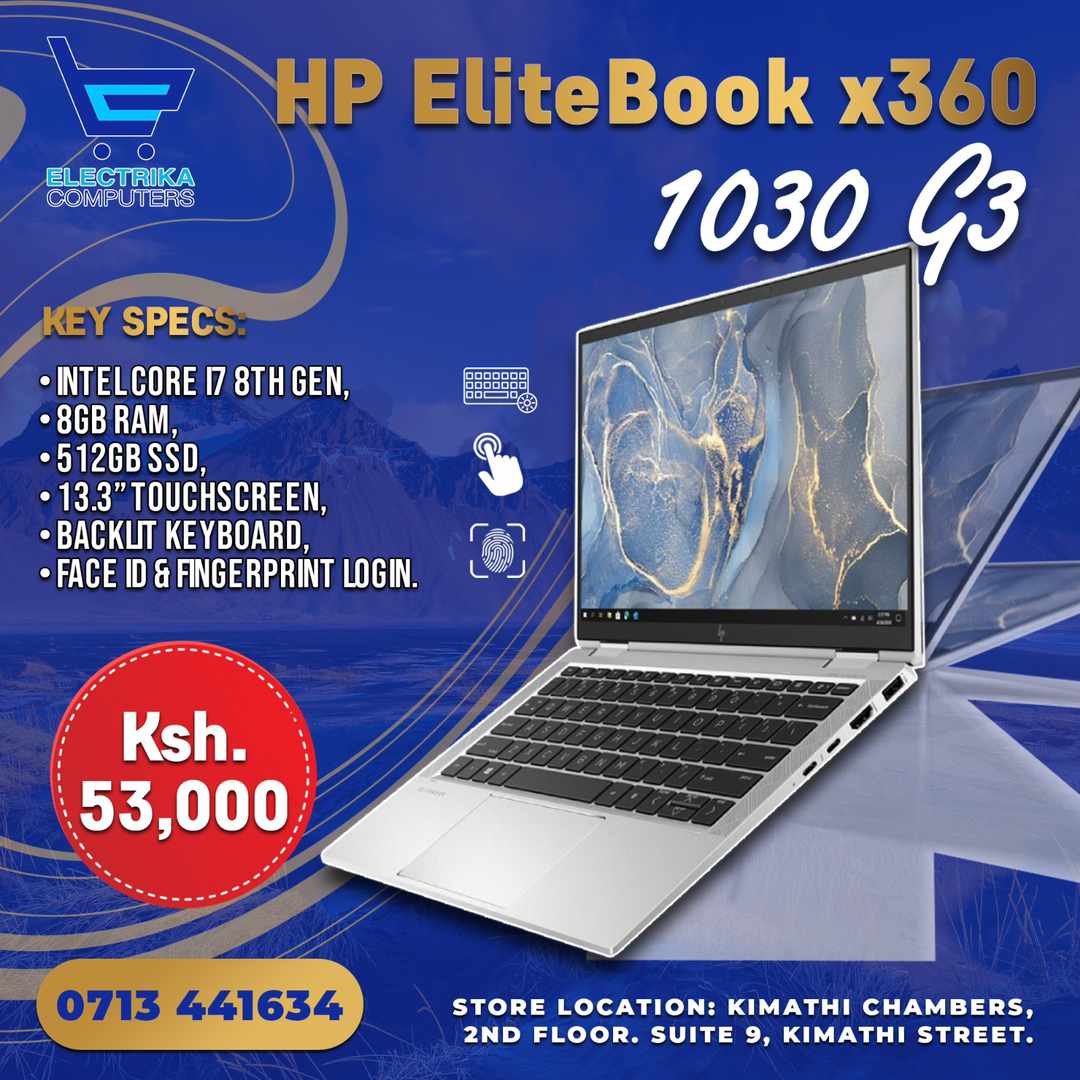 ELECTRIKA
COMPUTERS
HP EliteBook x360
1030 G3
KEY SPECS:
• INTEL CORE I7 8TH GEN,
• 8GB RAM,
• 512GB SSD,
• 13.3” TOUCHSCREEN,
• BACKLIT KEYBOARD,
• FACE ID & FINGERPRINT LOGIN.
Ksh.
53,000
0713 441634
STORE LOCATION: KIMATHI CHAMBERS,
2ND FLOOR. SUITE 9, KIMATHI STREET.